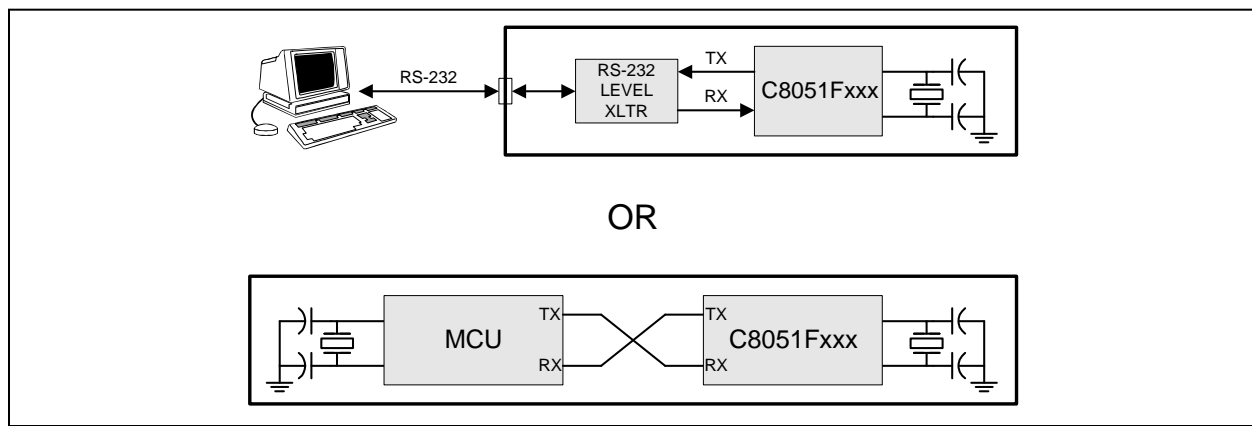 RS-232
RS-232
LEVEL
XLTR
TX
RX
C8051Fxxx
OR
MCU
TX
RX
TX
RX
C8051Fxxx